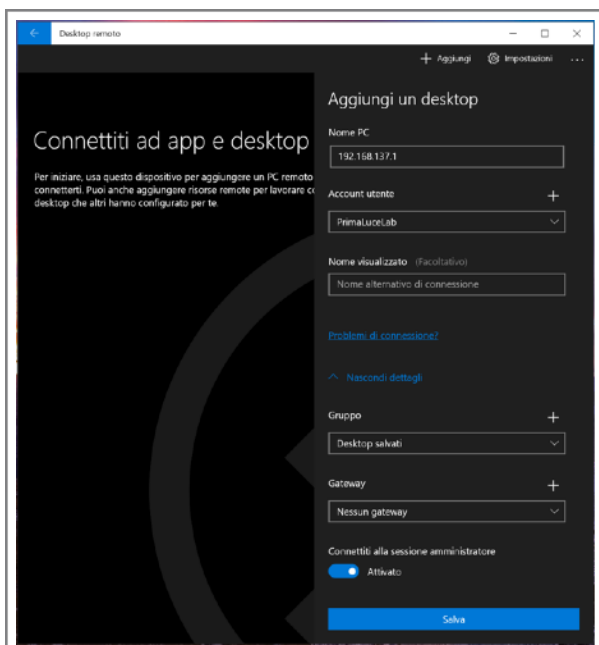 Desktop remoto
Aggiungi
Impostazioni
...
Connettiti ad app e desktop
Per iniziare, usa questo dispositivo per aggiungere un PC remoto
connetterti. Puoi anche aggiungere risorse remote per lavorare co
desktop che altri hanno configurato per te.
Aggiungi un desktop
Nome PC
192.168.137.1
Account utente
PrimaLuceLab
Nome visualizzato (Facoltativo)
Nome alternativo di connessione
Problemi di connessione?
Nascondi dettagli
Gruppo
Desktop salvati
Gateway
Nessun gateway
Connettiti alla sessione amministratore
Attivato
Salva